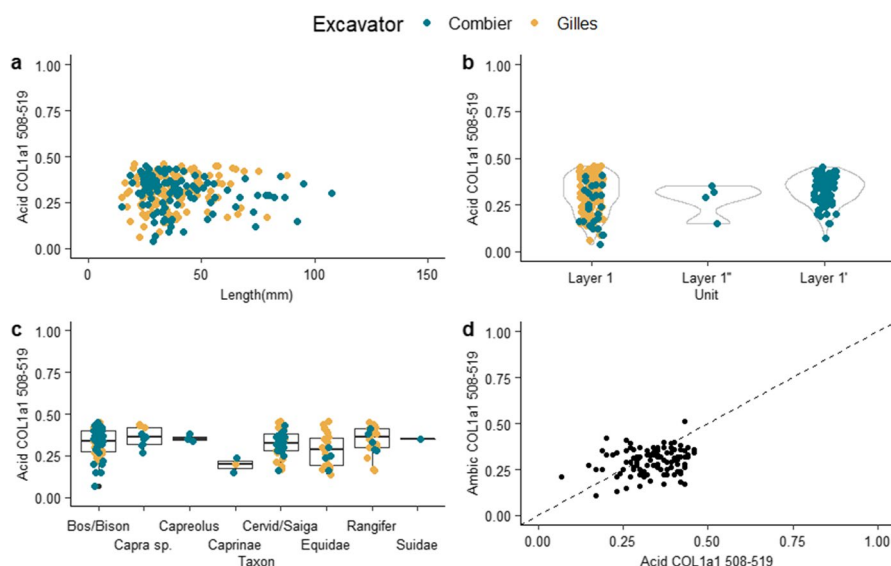 Excavator Combier Gilles
a
Acid COL1a1 508-519
1.00
0.75
0.50
0.25
0.00
0 50 100 150
Length(mm)
b
Acid COL1a1 508-519
1.00
0.75
0.50
0.25
0.00
Layer 1 Layer 1" Layer 1'
Unit
c
Acid COL1a1 508-519
1.00
0.75
0.50
0.25
0.00
Bos/Bison Capreolus Cervid/Saiga Rangifer
Capra sp. Caprinae Equidae Suidae
Taxon
d
Ambic COL1a1 508-519
1.00
0.75
0.50
0.25
0.00
0.00 0.25 0.50 0.75 1.00
Acid COL1a1 508-519